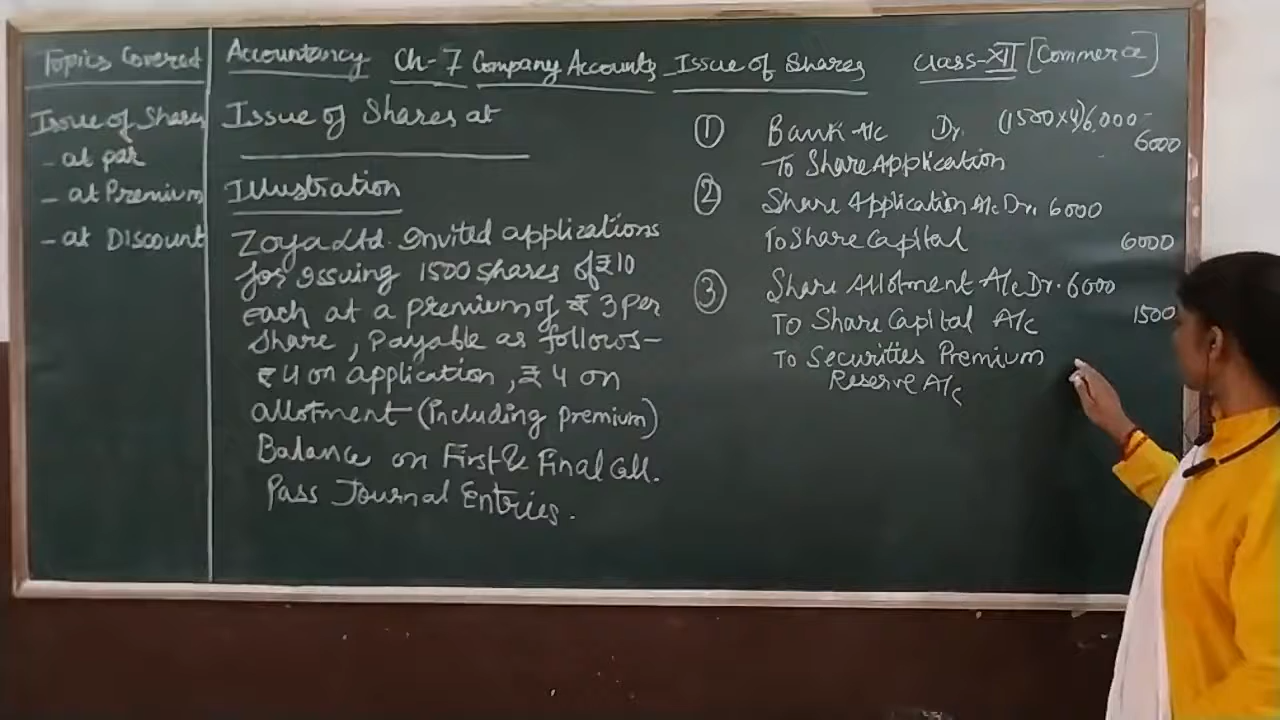 Topics Covered
Issue of Shares
- at par
- at Premium
- at Discount
Accountancy Ch-7 Company Accounts Issue of Shares Class-XII [Commerce]
Issue of Shares at
Illustration
Zoya Ltd. Invited applications
for issuing 1500 shares of ₹10
each at a premium of ₹ 3 per
share, payable as follows-
₹4 on application, ₹ 4 on
allotment (including premium)
Balance on First & Final Call.
Pass Journal Entries.
① Bank A/c Dr. (1500×4)6,000-
6000
To Share Application
② Share Application A/c Dr. 6000
To Share Capital 6000
③ Share Allotment A/c Dr. 6000
To Share Capital A/c 1500
To Securities Premium
Reserve A/c